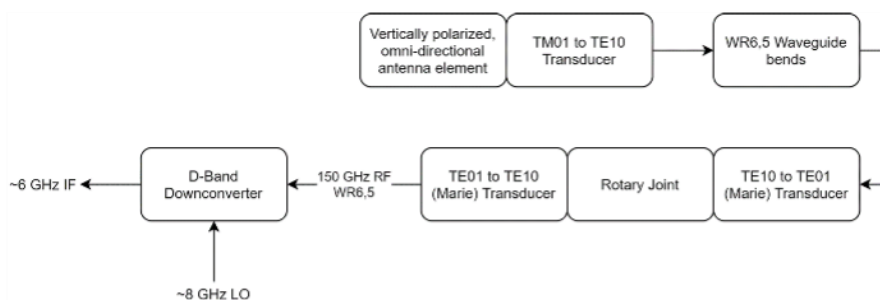 Vertically polarized,
omni-directional
antenna element
TM01 to TE10
Transducer
WR6,5 Waveguide
bends
~6 GHz IF
D-Band
Downconverter
150 GHz RF
WR6,5
TE01 to TE10
(Marie) Transducer
Rotary Joint
TE10 to TE01
(Marie) Transducer
~8 GHz LO